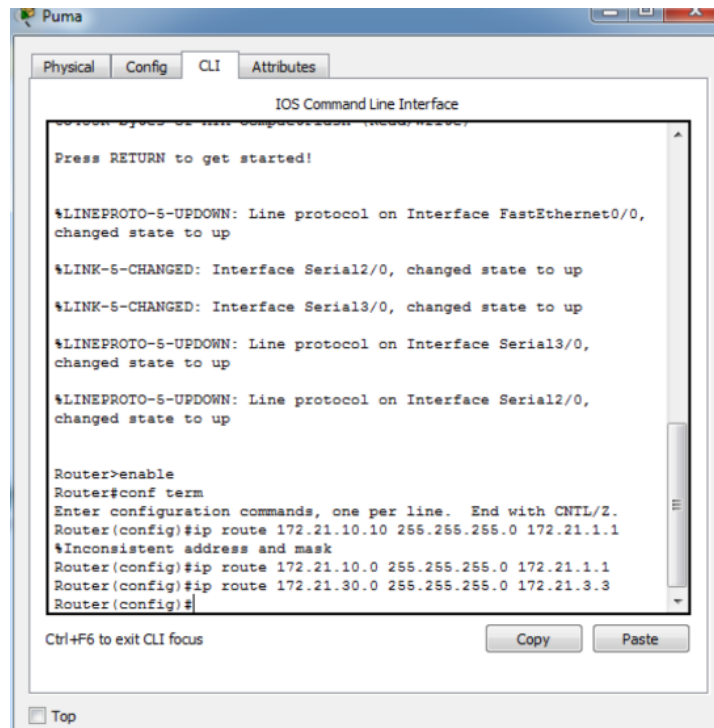 Puma
Physical Config CLI Attributes
IOS Command Line Interface
Press RETURN to get started!
%LINEPROTO-5-UPDOWN: Line protocol on Interface FastEthernet0/0,
changed state to up
%LINK-5-CHANGED: Interface Serial2/0, changed state to up
%LINK-5-CHANGED: Interface Serial3/0, changed state to up
%LINEPROTO-5-UPDOWN: Line protocol on Interface Serial3/0,
changed state to up
%LINEPROTO-5-UPDOWN: Line protocol on Interface Serial2/0,
changed state to up
Router>enable
Router#conf term
Enter configuration commands, one per line.  End with CNTL/Z.
Router(config)#ip route 172.21.10.10 255.255.255.0 172.21.1.1
%Inconsistent address and mask
Router(config)#ip route 172.21.10.0 255.255.255.0 172.21.1.1
Router(config)#ip route 172.21.30.0 255.255.255.0 172.21.3.3
Router(config)#
Ctrl+F6 to exit CLI focus
Copy Paste
Top